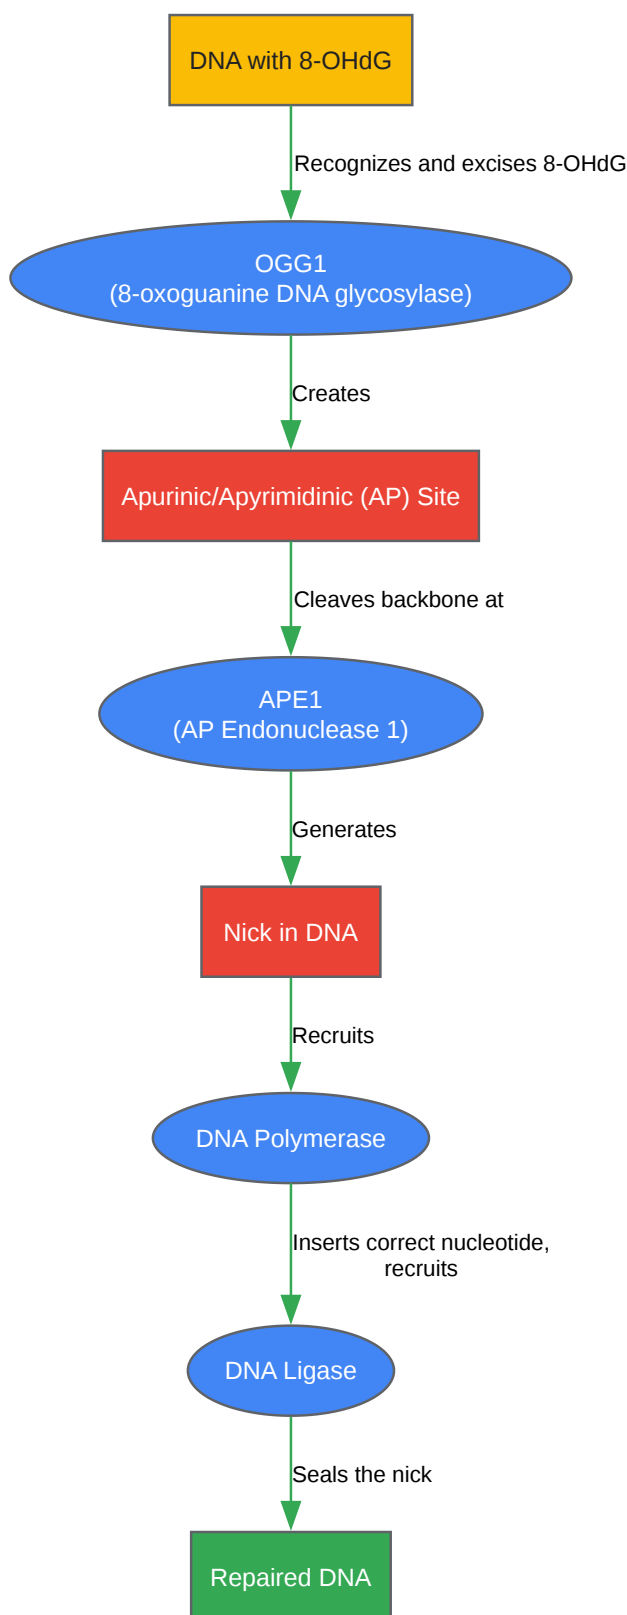 DNA with 8-OHdG
Recognizes and excises 8-OHdG
OGG1
(8-oxoguanine DNA glycosylase)
Creates
Apurinic/Apyrimidinic (AP) Site
Cleaves backbone at
APE1
(AP Endonuclease 1)
Generates
Nick in DNA
Recruits
DNA Polymerase
Inserts correct nucleotide,
recruits
DNA Ligase
Seals the nick
Repaired DNA